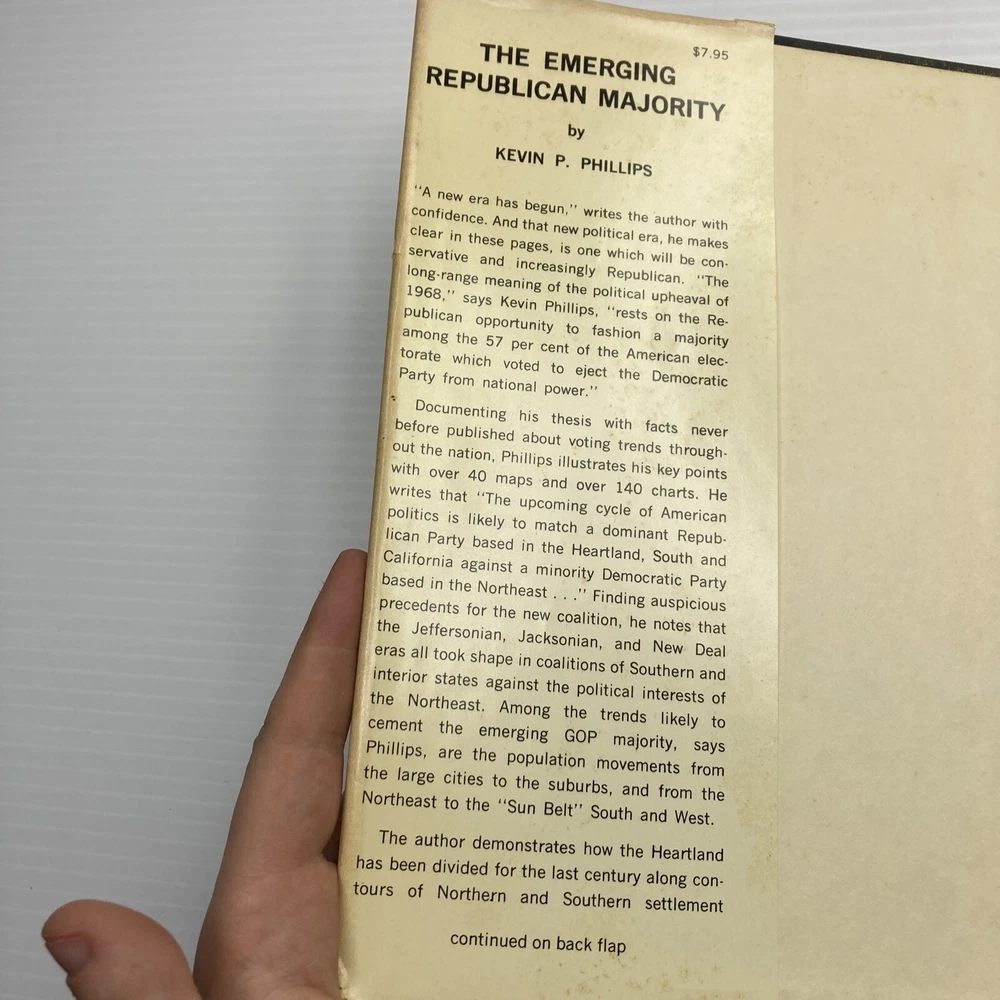 $7.95
THE EMERGING
REPUBLICAN MAJORITY
by
KEVIN P. PHILLIPS
"A new era has begun," writes the author with
confidence. And that new political era, he makes
clear in these pages, is one which will be con-
servative and increasingly Republican. "The
long-range meaning of the political upheaval of
1968," says Kevin Phillips, "rests on the Re-
publican opportunity to fashion a majority
among the 57 per cent of the American elec-
torate which voted to eject the Democratic
Party from national power."
Documenting his thesis with facts never
before published about voting trends through-
out the nation, Phillips illustrates his key points
with over 40 maps and over 140 charts. He
writes that "The upcoming cycle of American
politics is likely to match a dominant Repub-
lican Party based in the Heartland, South and
California against a minority Democratic Party
based in the Northeast . . ." Finding auspicious
precedents for the new coalition, he notes that
the Jeffersonian, Jacksonian, and New Deal
eras all took shape in coalitions of Southern and
interior states against the political interests of
the Northeast. Among the trends likely to
cement the emerging GOP majority, says
Phillips, are the population movements from
the large cities to the suburbs, and from the
Northeast to the "Sun Belt" South and West.
The author demonstrates how the Heartland
has been divided for the last century along con-
tours of Northern and Southern settlement
continued on back flap